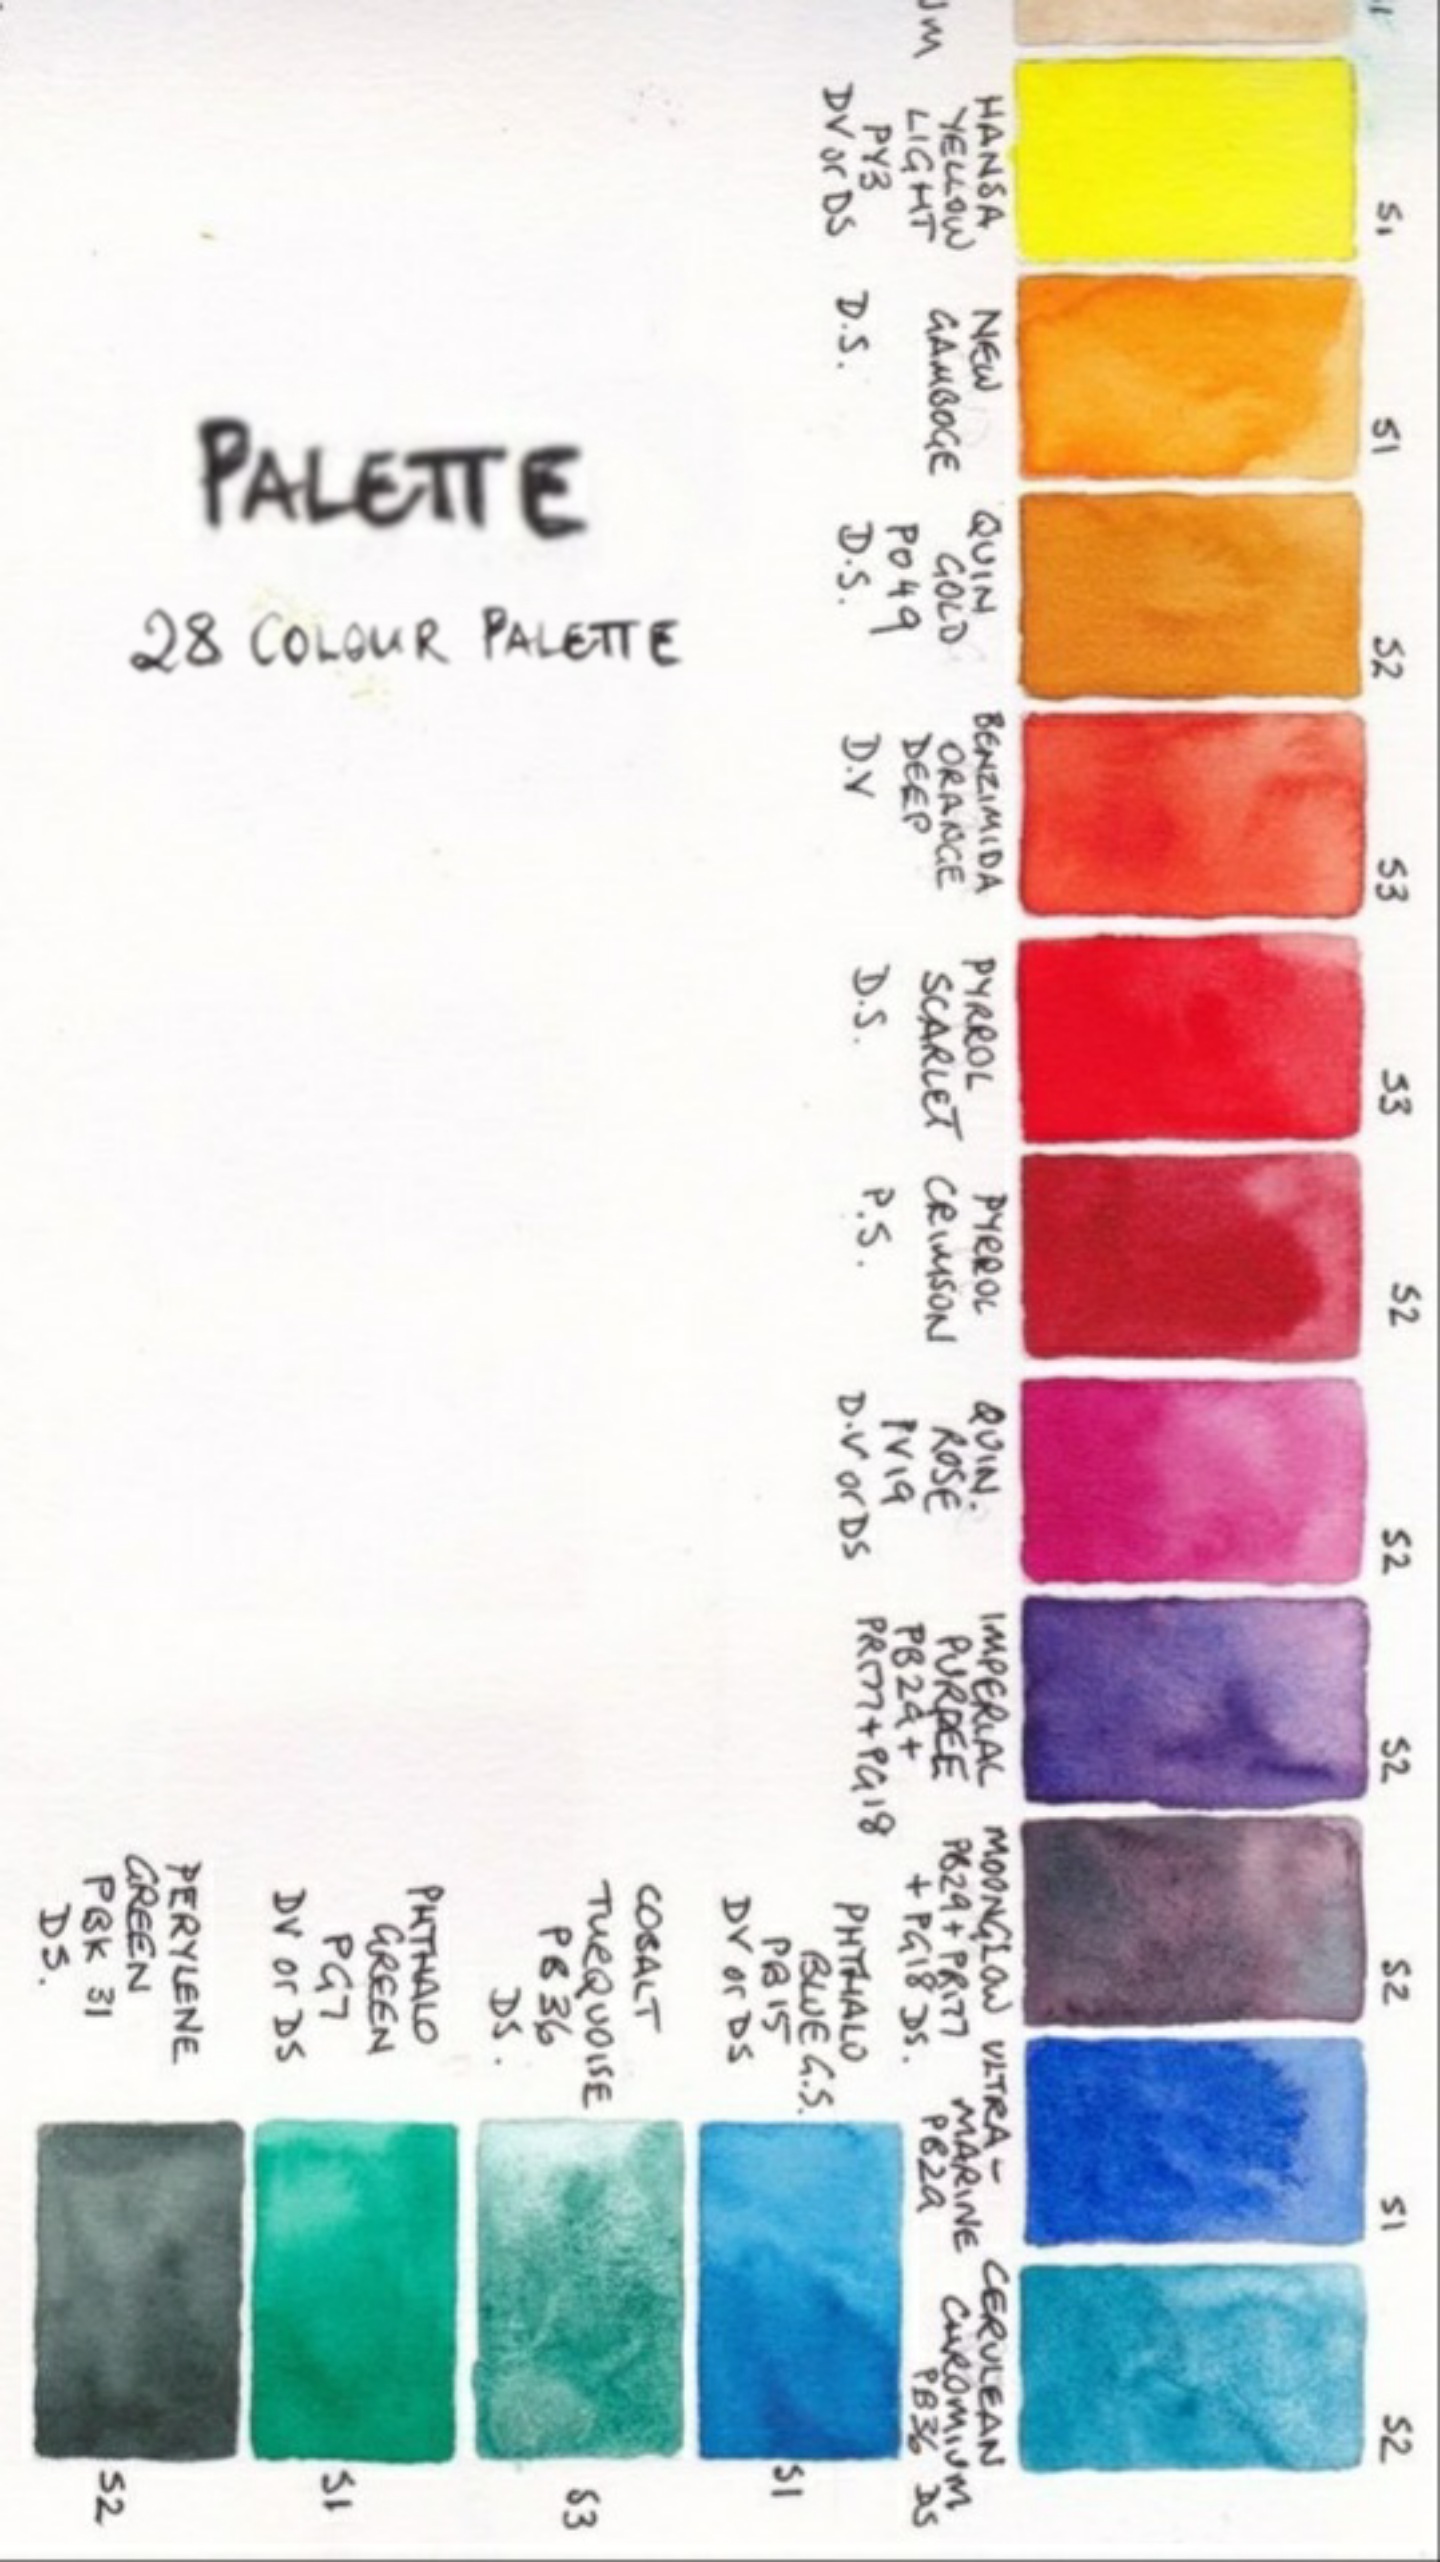 PALETTE
28 COLOUR PALETTE
HANSA
YELLOW
LIGHT
PY3
DV or DS
S1
NEW
GAMBOGE
D.S.
S1
QUIN
GOLD
PO49
D.S.
S2
BENZIMIDA
ORANGE
DEEP
D.V
S3
PYRROL
SCARLET
D.S.
S3
PYRROL
CRIMSON
P.S.
S2
QUIN.
ROSE
PV19
D.V or DS
S2
IMPERIAL
PURPLE
PB29+
PR177+PG18
S2
MOONGLOW
PB29+PR177
+PG18 DS.
S2
ULTRA-
MARINE
PB29
S1
CERULEAN
CHROMIUM
PB36 DS
S2
PHTHALO
BLUE G.S.
PB15
DV or DS
S1
COBALT
TURQUOISE
PB36
DS.
S3
PHTHALO
GREEN
PG7
DV or DS
S1
PERYLENE
GREEN
PBK 31
DS.
S2